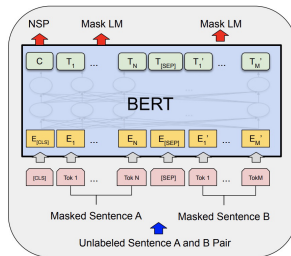 NSP Mask LM Mask LM
C T1 ... TN T[SEP] T1' ... TM'
BERT
E[CLS] E1 ... EN E[SEP] E1' ... EM'
[CLS] Tok 1 ... Tok N [SEP] Tok 1 ... TokM
Masked Sentence A Masked Sentence B
Unlabeled Sentence A and B Pair